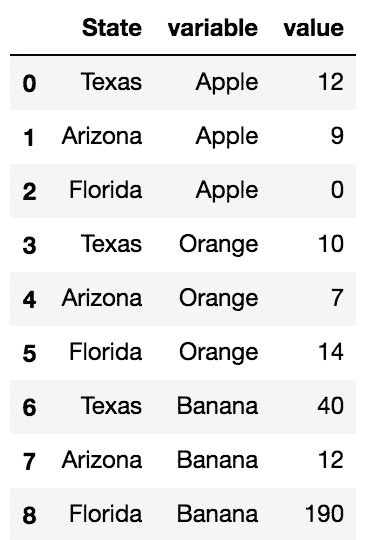 State variable value
0 Texas Apple 12
1 Arizona Apple 9
2 Florida Apple 0
3 Texas Orange 10
4 Arizona Orange 7
5 Florida Orange 14
6 Texas Banana 40
7 Arizona Banana 12
8 Florida Banana 190